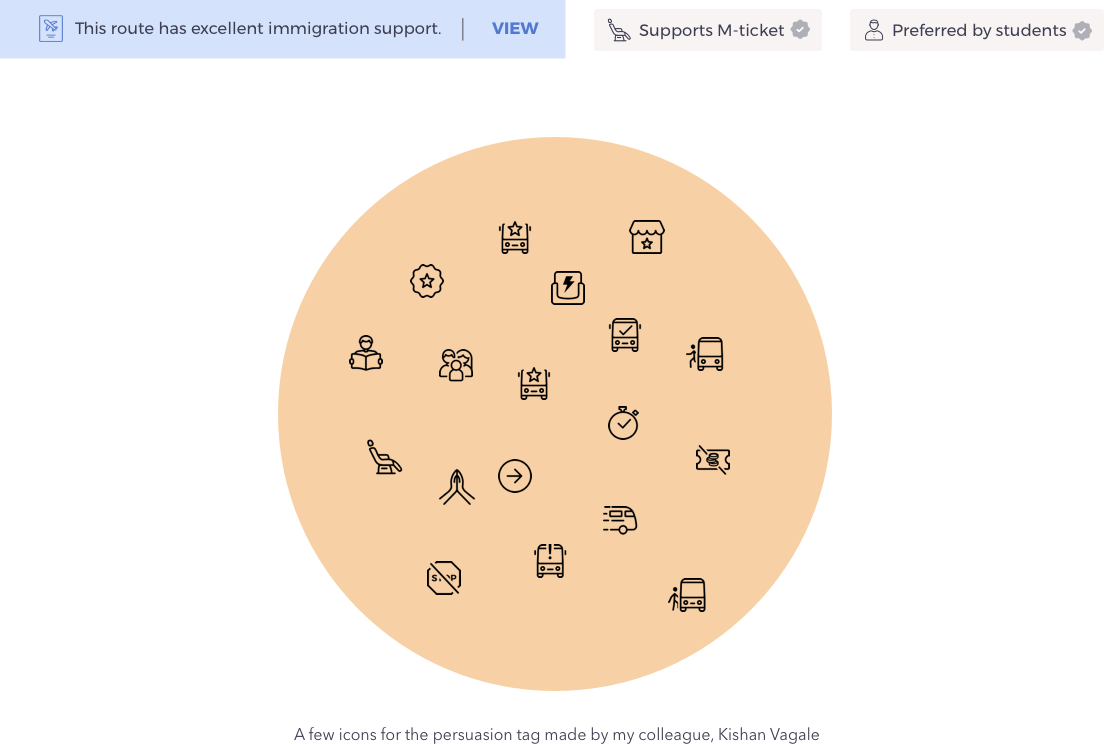 This route has excellent immigration support. | VIEW
Supports M-ticket
Preferred by students
A few icons for the persuasion tag made by my colleague, Kishan Vagale